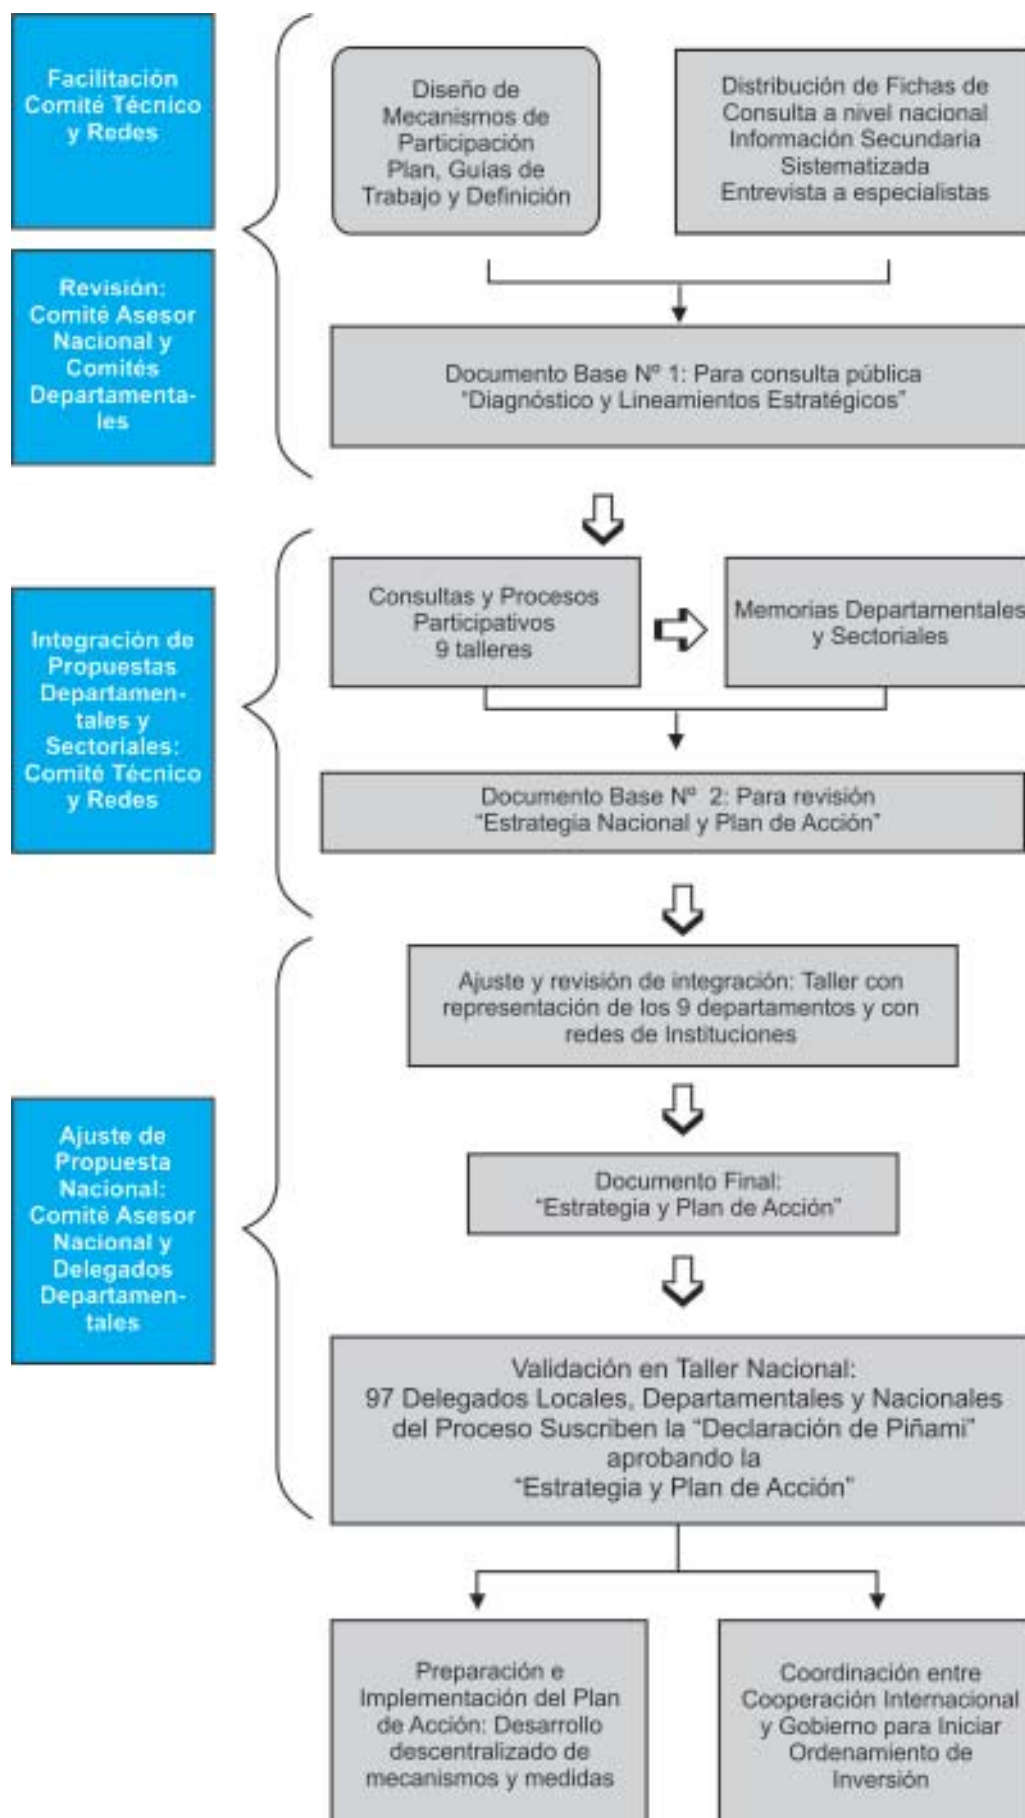 Facilitación
Comité Técnico
y Redes
Diseño de
Mecanismos de
Participación
Plan, Guías de
Trabajo y Definición
Distribución de Fichas de
Consulta a nivel nacional
Información Secundaria
Sistematizada
Entrevista a especialistas
Revisión:
Comité Asesor
Nacional y
Comités
Departamenta-
les
Documento Base Nº 1: Para consulta pública
“Diagnóstico y Lineamientos Estratégicos”
Integración de
Propuestas
Departamen-
tales y
Sectoriales:
Comité Técnico
y Redes
Consultas y Procesos
Participativos
9 talleres
Memorias Departamentales
y Sectoriales
Documento Base Nº 2: Para revisión
“Estrategia Nacional y Plan de Acción”
Ajuste y revisión de integración: Taller con
representación de los 9 departamentos y con
redes de Instituciones
Ajuste de
Propuesta
Nacional:
Comité Asesor
Nacional y
Delegados
Departamen-
tales
Documento Final:
“Estrategia y Plan de Acción”
Validación en Taller Nacional:
97 Delegados Locales, Departamentales y Nacionales
del Proceso Suscriben la “Declaración de Piñami”
aprobando la
“Estrategia y Plan de Acción”
Preparación e
Implementación del Plan
de Acción: Desarrollo
descentralizado de
mecanismos y medidas
Coordinación entre
Cooperación Internacional
y Gobierno para Iniciar
Ordenamiento de
Inversión